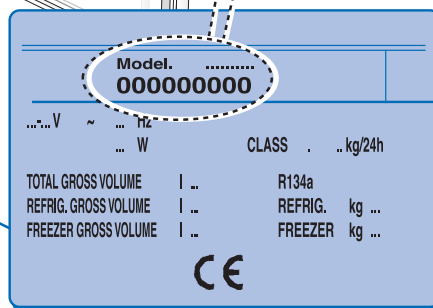 Model. ..........
000000000
...-... V ~ ... Hz
... W CLASS . .. kg/24h
TOTAL GROSS VOLUME l ... R134a
REFRIG. GROSS VOLUME l ... REFRIG. kg ...
FREEZER GROSS VOLUME l ... FREEZER kg ...
CE